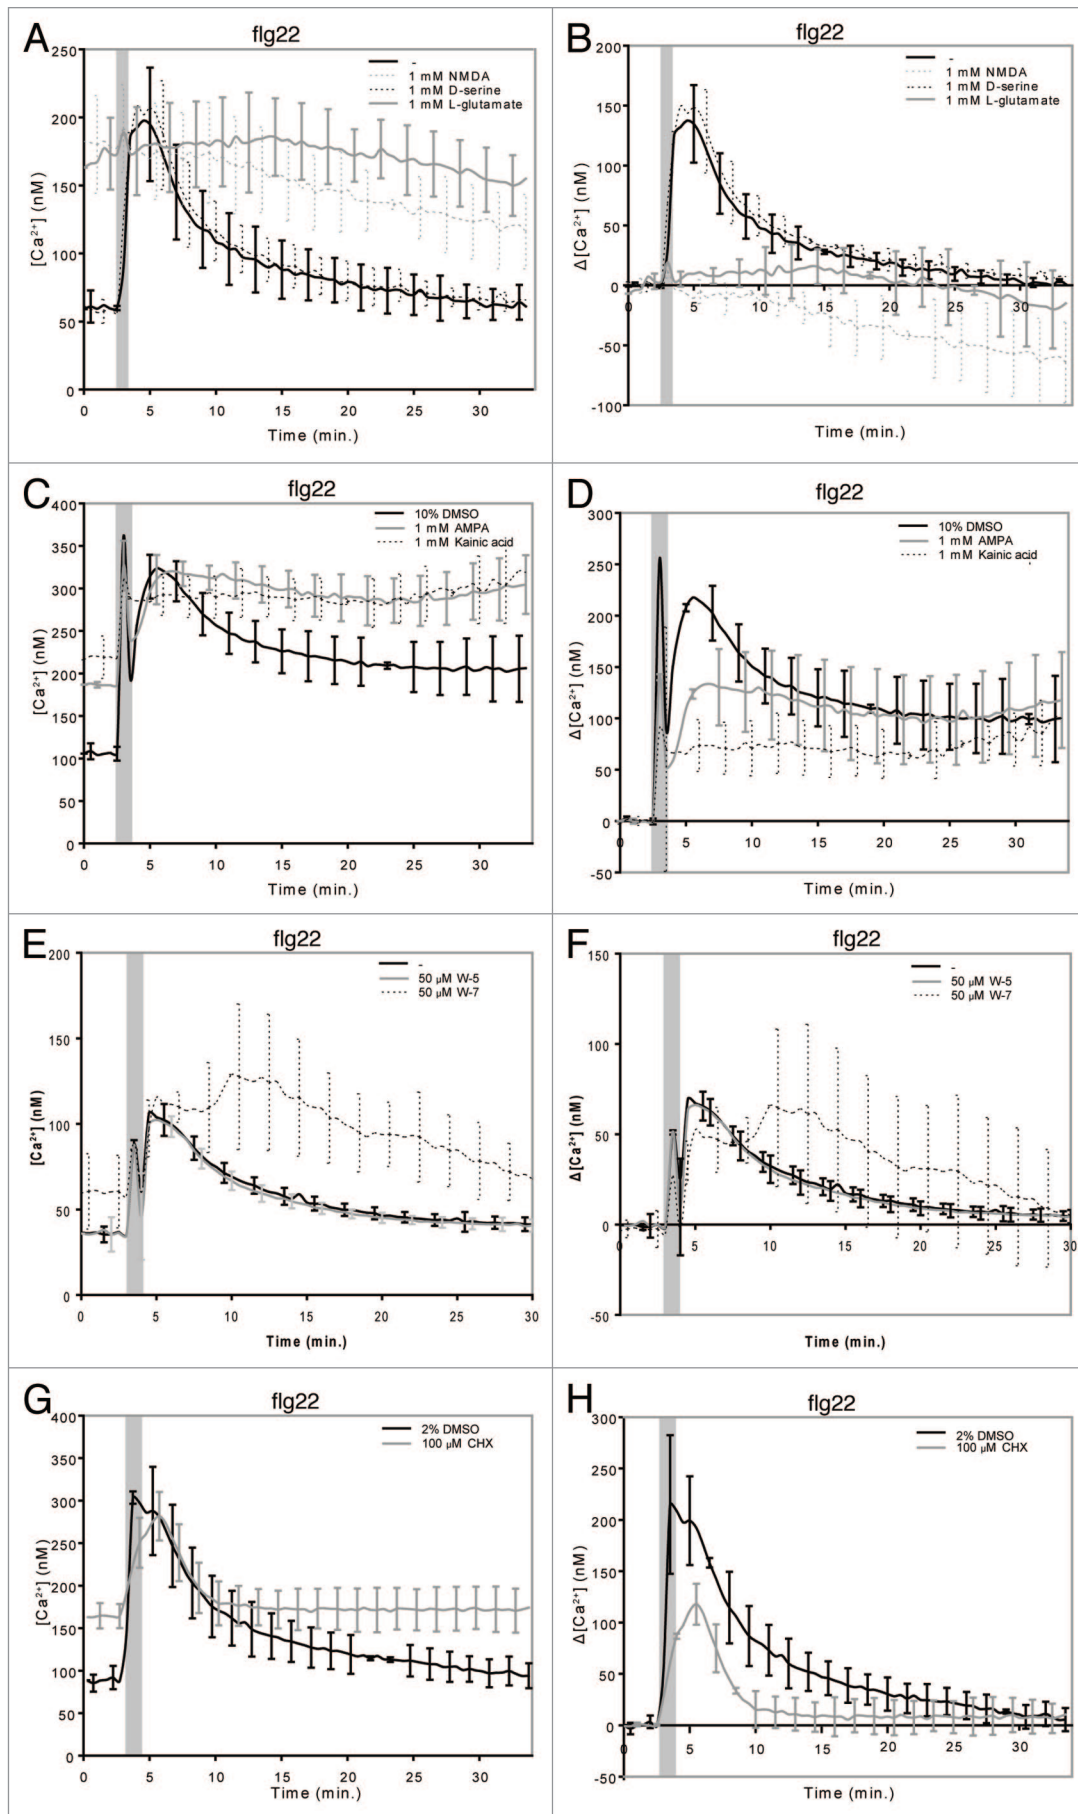 A
flg22
250
200
150
100
50
0
[Ca²⁺] (nM)
-
1 mM NMDA
1 mM D-serine
1 mM L-glutamate
0 5 10 15 20 25 30
Time (min.)
B
flg22
200
150
100
50
0
-50
-100
Δ[Ca²⁺] (nM)
-
1 mM NMDA
1 mM D-serine
1 mM L-glutamate
0 5 10 15 20 25 30
Time (min.)
C
flg22
400
350
300
250
200
150
100
50
0
[Ca²⁺] (nM)
10% DMSO
1 mM AMPA
1 mM Kainic acid
0 5 10 15 20 25 30
Time (min.)
D
flg22
300
250
200
150
100
50
0
-50
Δ[Ca²⁺] (nM)
10% DMSO
1 mM AMPA
1 mM Kainic acid
0 5 10 15 20 25 30
Time (min.)
E
flg22
200
150
100
50
0
[Ca²⁺] (nM)
-
50 µM W-5
50 µM W-7
0 5 10 15 20 25 30
Time (min.)
F
flg22
150
100
50
0
-50
Δ[Ca²⁺] (nM)
-
50 µM W-5
50 µM W-7
0 5 10 15 20 25 30
Time (min.)
G
flg22
400
350
300
250
200
150
100
50
0
[Ca²⁺] (nM)
2% DMSO
100 µM CHX
0 5 10 15 20 25 30
Time (min.)
H
flg22
300
250
200
150
100
50
0
-50
Δ[Ca²⁺] (nM)
2% DMSO
100 µM CHX
0 5 10 15 20 25 30
Time (min.)